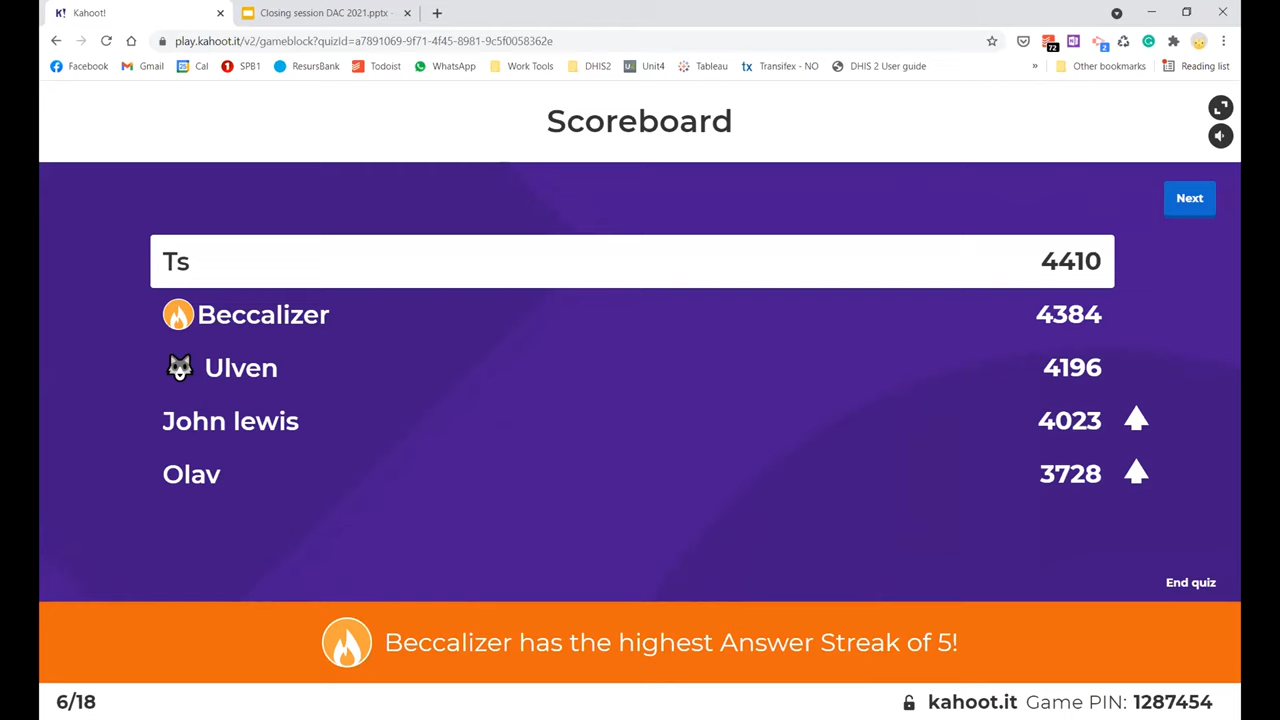 K! Kahoot!
Closing session DAC 2021.pptx -
play.kahoot.it/v2/gameblock?quizId=a7891069-9f71-4f45-8981-9c5f0058362e
72
2
Facebook Gmail Cal SPB1 ResursBank Todoist WhatsApp Work Tools DHIS2 Unit4 Tableau tx Transifex - NO DHIS 2 User guide » Other bookmarks Reading list
Scoreboard
Next
Ts 4410
Beccalizer 4384
Ulven 4196
John lewis 4023
Olav 3728
End quiz
Beccalizer has the highest Answer Streak of 5!
6/18 kahoot.it Game PIN: 1287454